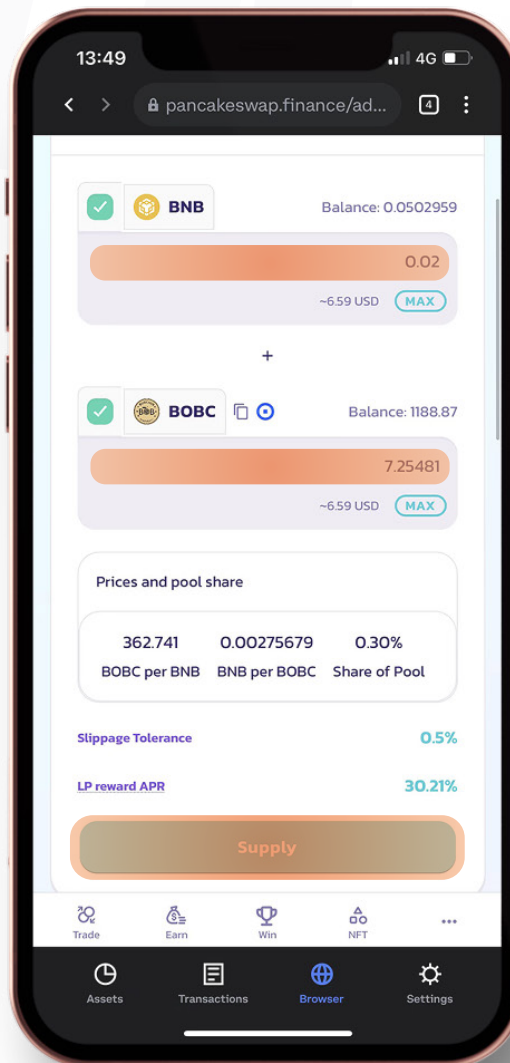 13:49
4G
pancakeswap.finance/ad...
4
BNB
Balance: 0.0502959
0.02
~6.59 USD
MAX
+
BOB
BOBC
Balance: 1188.87
7.25481
~6.59 USD
MAX
Prices and pool share
362.741 0.00275679 0.30%
BOBC per BNB BNB per BOBC Share of Pool
Slippage Tolerance 0.5%
LP reward APR 30.21%
Supply
Trade Earn Win NFT ...
Assets Transactions Browser Settings